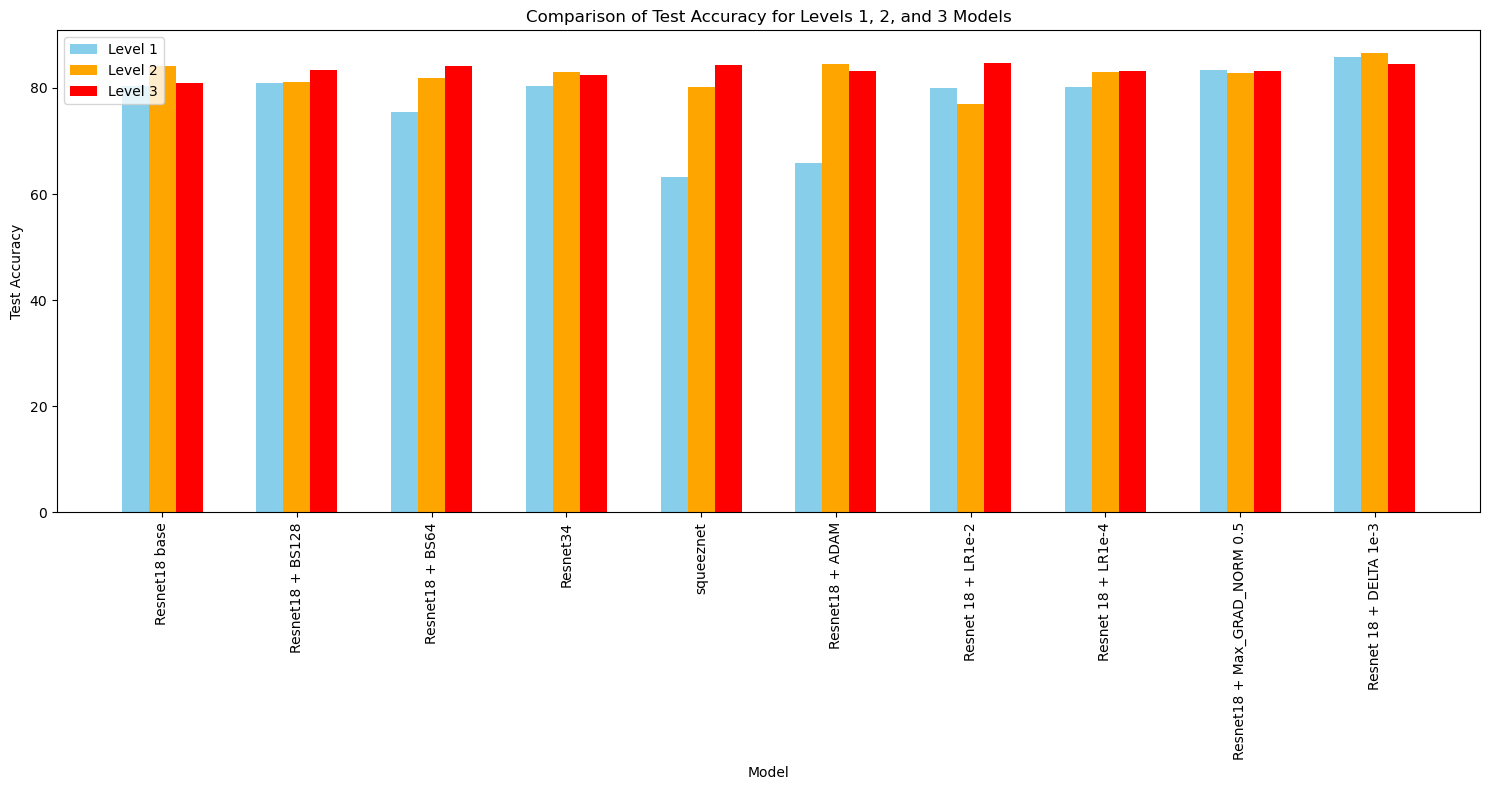 Comparison of Test Accuracy for Levels 1, 2, and 3 Models
Level 1
Level 2
Level 3
Test Accuracy
80
60
40
20
0
Resnet18 base
Resnet18 + BS128
Resnet18 + BS64
Resnet34
squeeznet
Resnet18 + ADAM
Resnet 18 + LR1e-2
Resnet 18 + LR1e-4
Resnet18 + Max_GRAD_NORM 0.5
Resnet 18 + DELTA 1e-3
Model